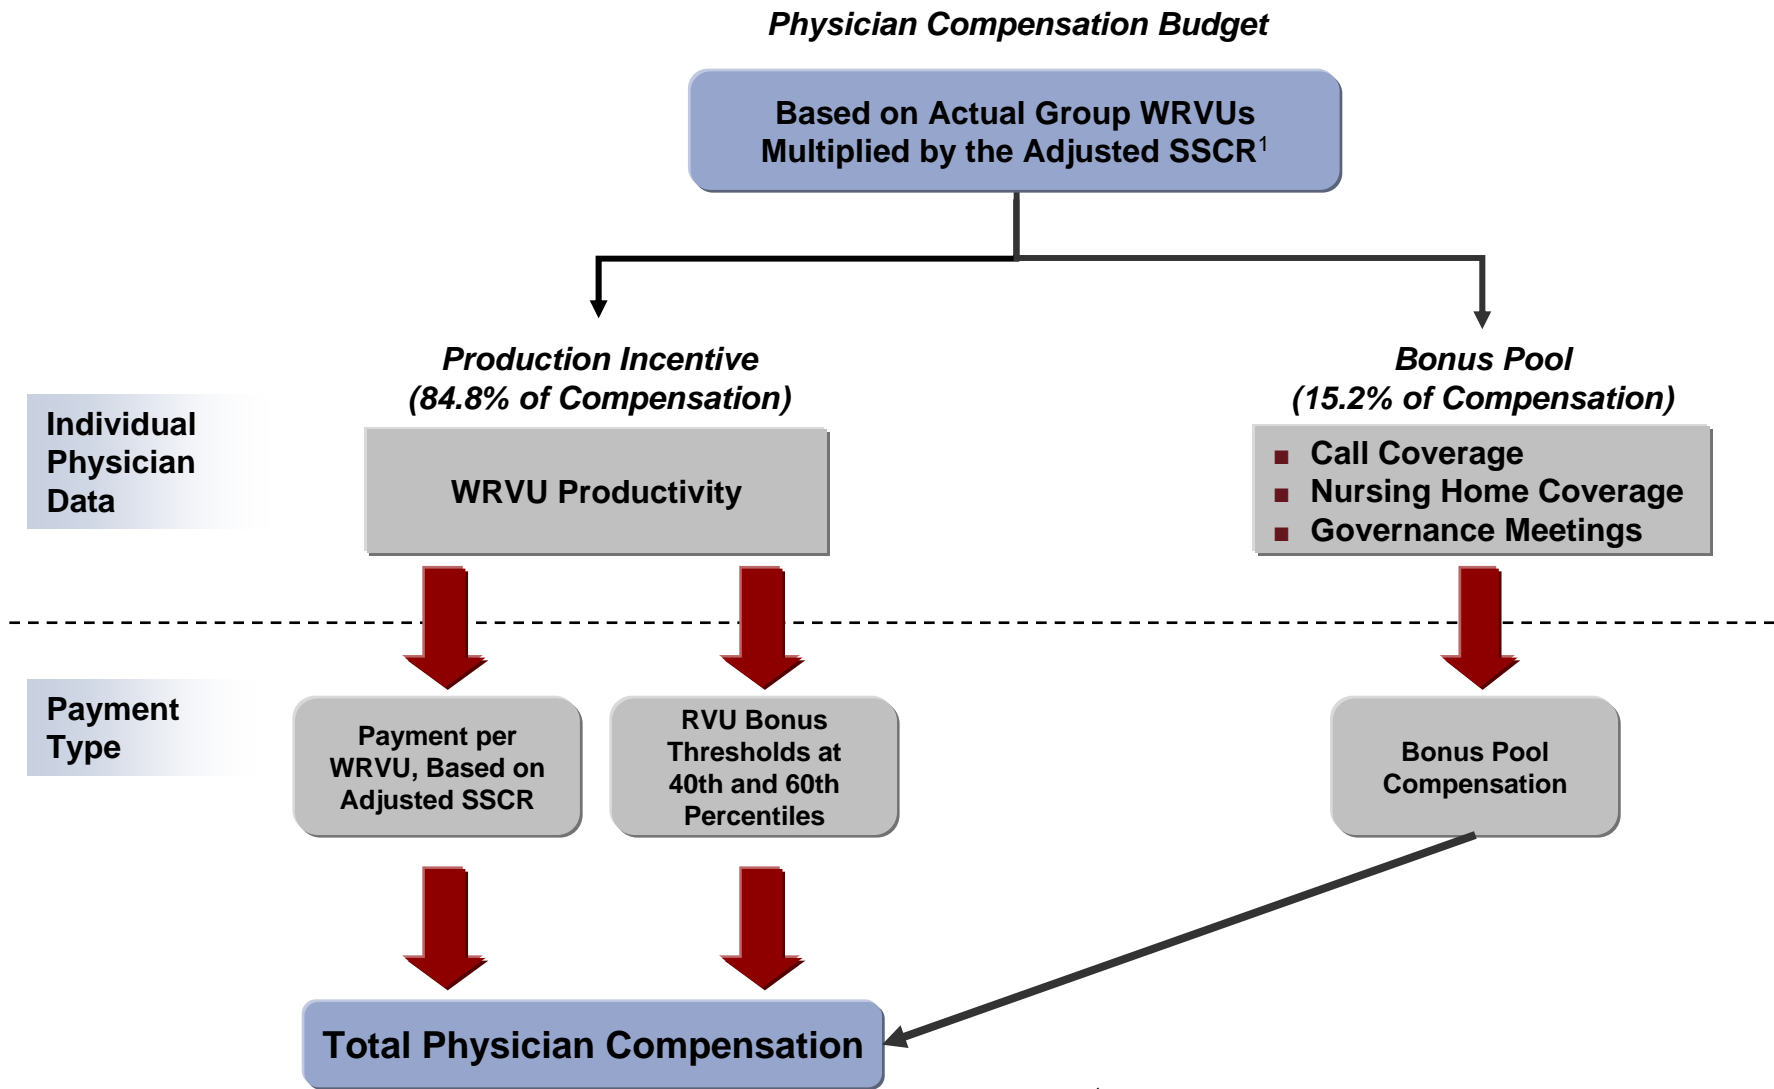 Physician Compensation Budget
Based on Actual Group WRVUs
Multiplied by the Adjusted SSCR¹
Production Incentive
(84.8% of Compensation)
Bonus Pool
(15.2% of Compensation)
Individual
Physician
Data
WRVU Productivity
■ Call Coverage
■ Nursing Home Coverage
■ Governance Meetings
Payment
Type
Payment per
WRVU, Based on
Adjusted SSCR
RVU Bonus
Thresholds at
40th and 60th
Percentiles
Bonus Pool
Compensation
Total Physician Compensation